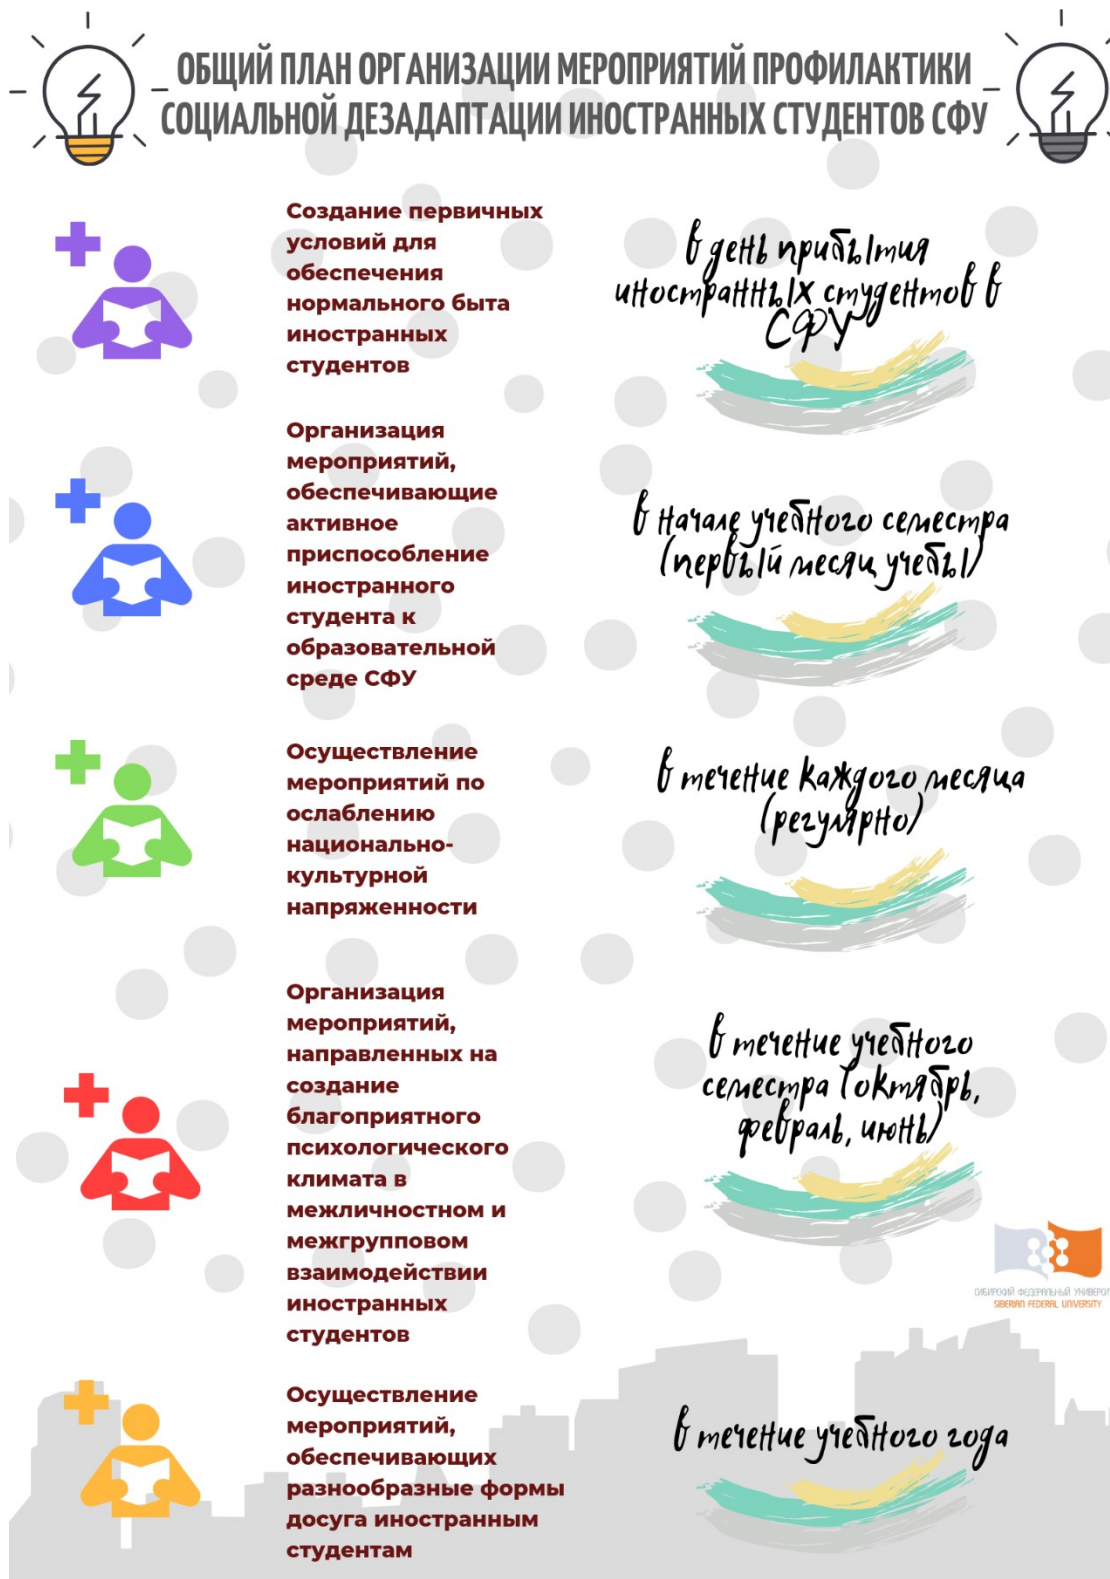 ОБЩИЙ ПЛАН ОРГАНИЗАЦИИ МЕРОПРИЯТИЙ ПРОФИЛАКТИКИ
СОЦИАЛЬНОЙ ДЕЗАДАПТАЦИИ ИНОСТРАННЫХ СТУДЕНТОВ СФУ
Создание первичных
условий для
обеспечения
нормального быта
иностранных
студентов
в день прибытия
иностранных студентов в
СФУ
Организация
мероприятий,
обеспечивающие
активное
приспособление
иностранного
студента к
образовательной
среде СФУ
в начале учебного семестра
(первый месяц учебы)
Осуществление
мероприятий по
ослаблению
национально-
культурной
напряженности
в течение каждого месяца
(регулярно)
Организация
мероприятий,
направленных на
создание
благоприятного
психологического
климата в
межличностном и
межгрупповом
взаимодействии
иностранных
студентов
в течение учебного
семестра (октябрь,
февраль, июнь)
СИБИРСКИЙ ФЕДЕРАЛЬНЫЙ
SIBERIAN FEDERAL UNIVERSITY
Осуществление
мероприятий,
обеспечивающих
разнообразные формы
досуга иностранным
студентам
в течение учебного года